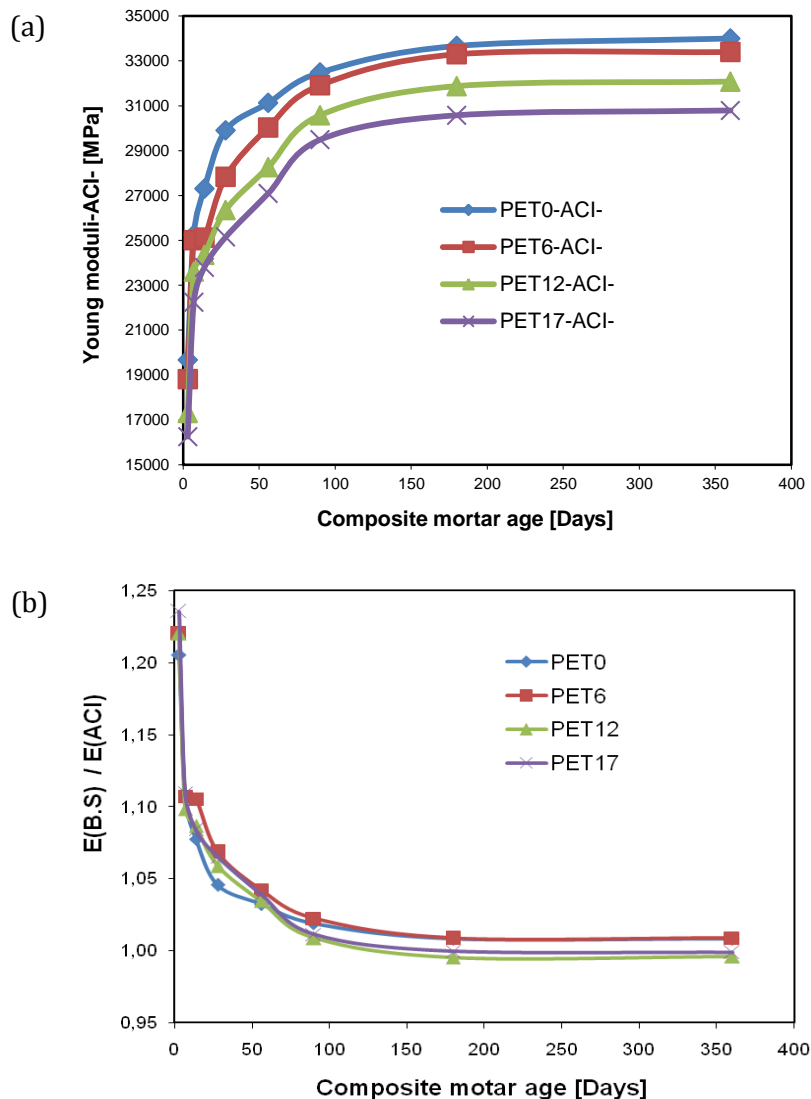 (a)
35000
33000
31000
29000
27000
25000
23000
21000
19000
17000
15000
Young moduli-ACI- [MPa]
PET0-ACI-
PET6-ACI-
PET12-ACI-
PET17-ACI-
0 50 100 150 200 250 300 350 400
Composite mortar age [Days]
(b)
1,25
1,20
1,15
1,10
1,05
1,00
0,95
E(B.S) / E(ACI)
PET0
PET6
PET12
PET17
0 50 100 150 200 250 300 350 400
Composite motar age [Days]